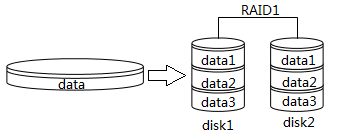 RAID1
data
data1
data2
data3
disk1
data1
data2
data3
disk2